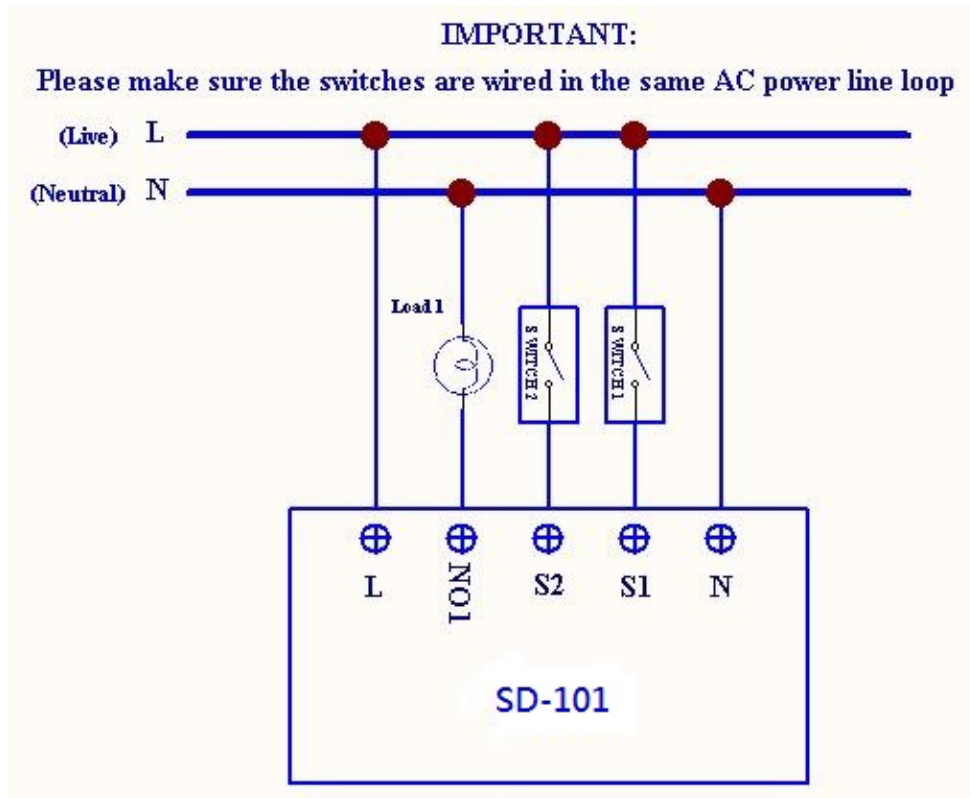 IMPORTANT:
Please make sure the switches are wired in the same AC power line loop
(Live) L
(Neutral) N
Load 1
SWITCH 2
SWITCH 1
L
NO1
S2
S1
N
SD-101